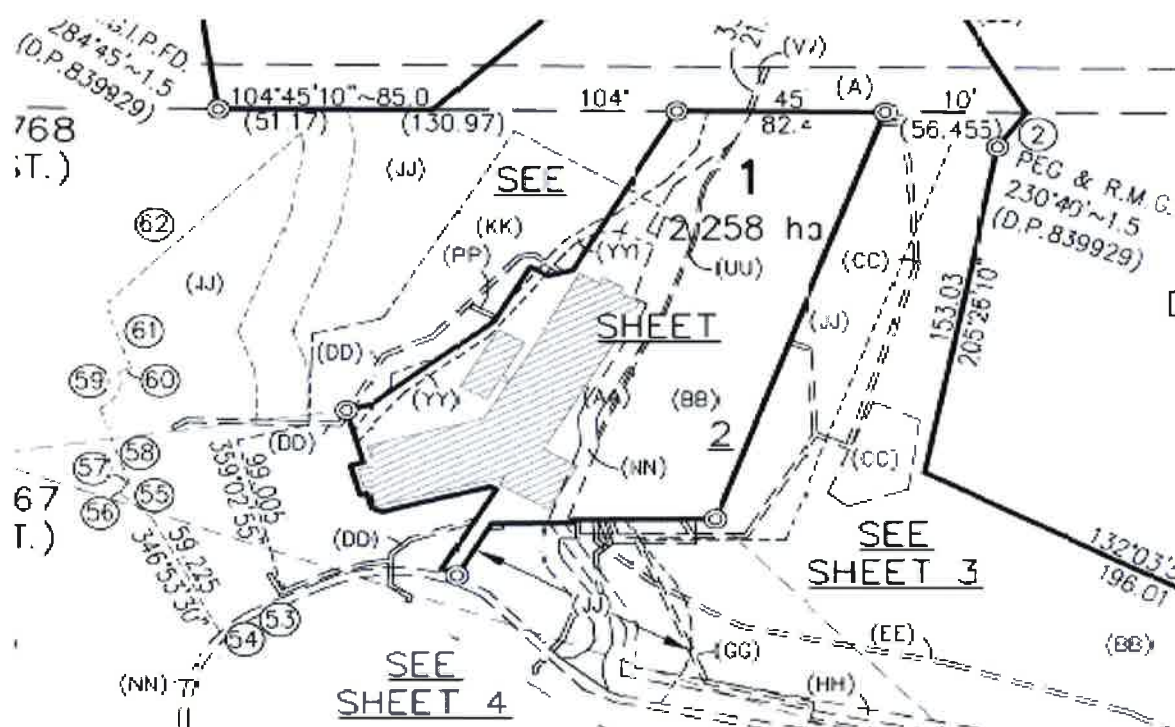 284°45'~1.5
(D.P.839929)
104°45'10"~85.0
(51.17)
(130.97)
104°
45'
10'
(VV)
(A)
(56.455)
2
PEG & R.M.G.
230°40'~1.5
(D.P.839929)
768
ST.)
(JJ)
SEE
1
62
(KK)
(YY)
2.258 ha
(PP)
(UU)
(CC)
(JJ)
153.03
205°26'10"
61
(DD)
SHEET
(JJ)
59
60
(YY)
(AA)
(BB)
2
(DD)
58
57
(NN)
(CC)
56
55
67
T.)
99.005
359°02'55"
59.225
346°53'30"
(DD)
SEE
SHEET 3
196.01
JJ
53
54
(EE)
(BB)
(GG)
(NN)
SEE
SHEET 4
(HH)